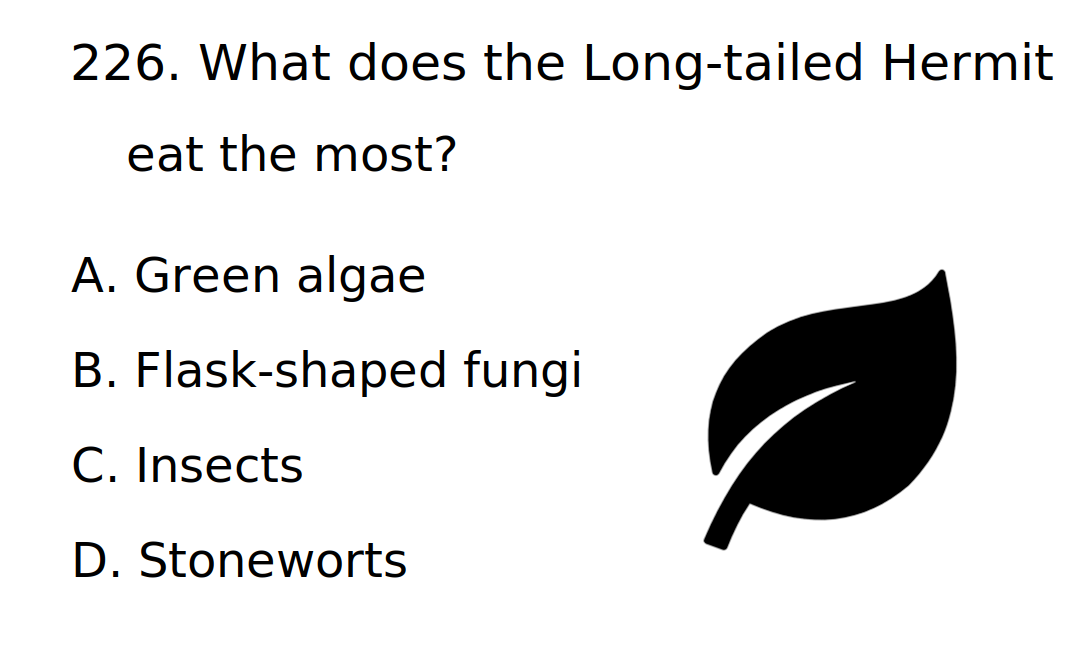 226. What does the Long-tailed Hermit
eat the most?
A. Green algae
B. Flask-shaped fungi
C. Insects
D. Stoneworts